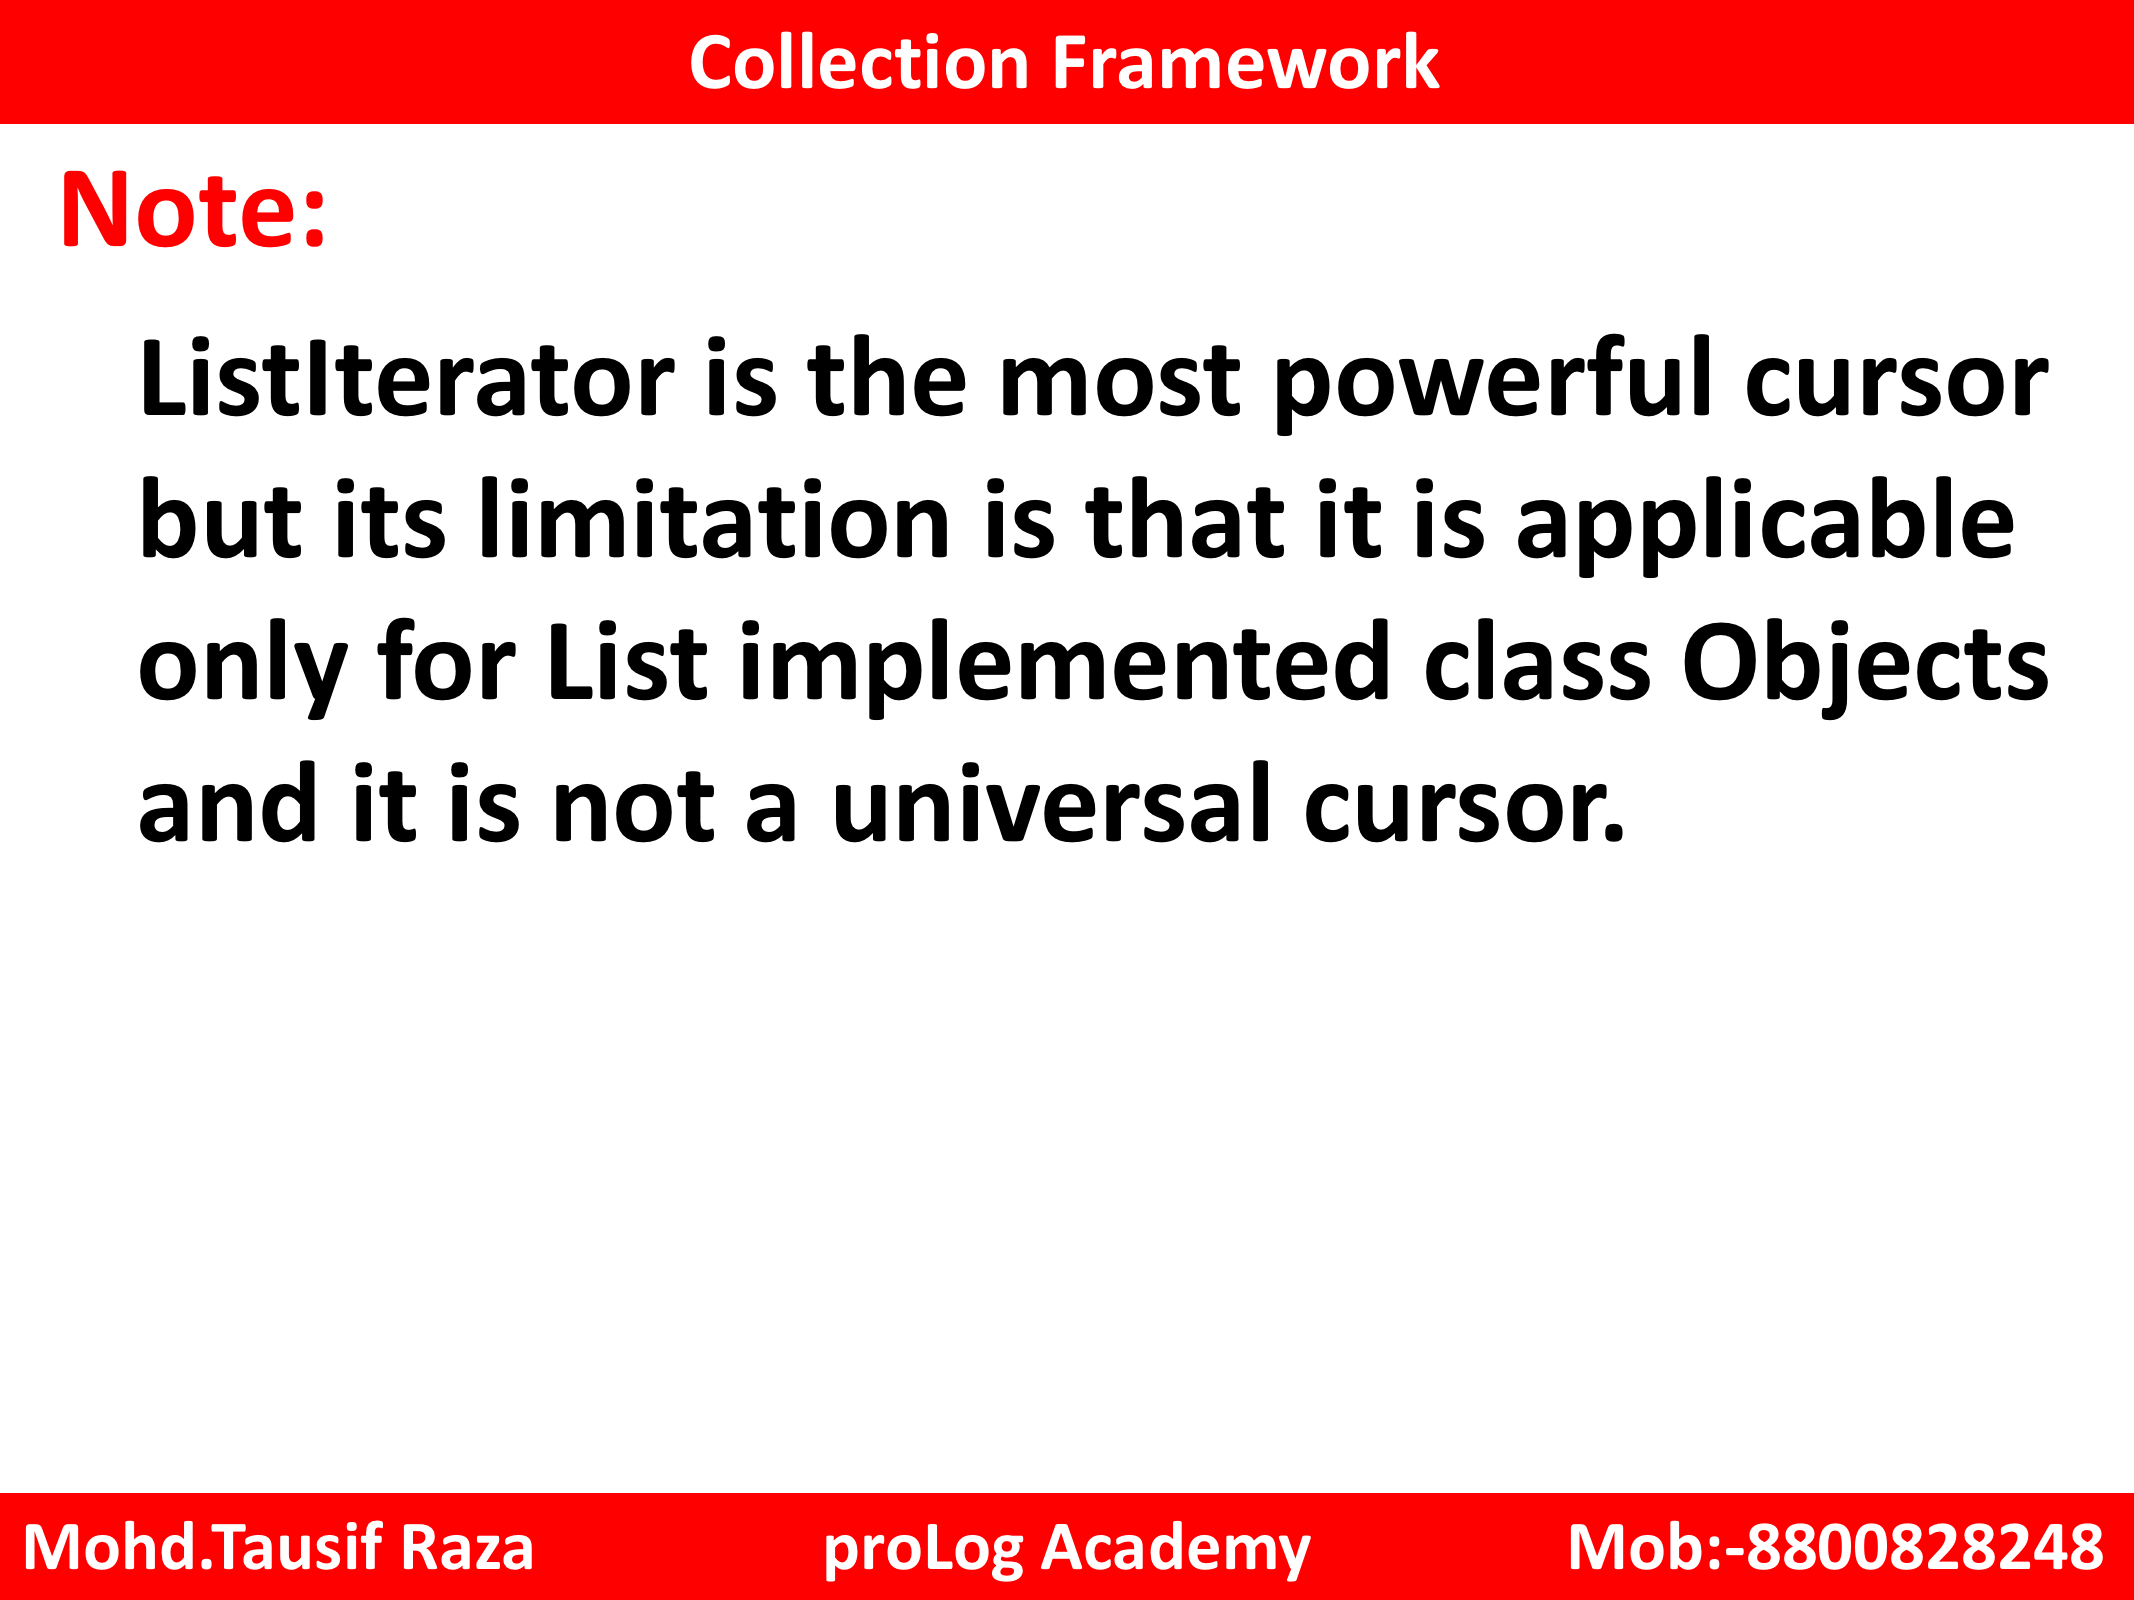 Collection Framework
Note:
ListIterator is the most powerful cursor
but its limitation is that it is applicable
only for List implemented class Objects
and it is not a universal cursor.
Mohd.Tausif Raza proLog Academy Mob:-8800828248